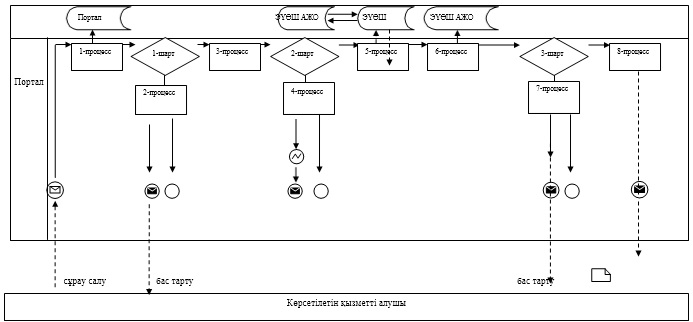 Портал
ЭҮӨШ АЖО
ЭҮӨШ
ЭҮӨШ АЖО
1-процесс
1-шарт
3-процесс
2-шарт
5-процесс
6-процесс
3-шарт
8-процесс
Портал
2-процесс
4-процесс
7-процесс
сұрау салу
бас тарту
бас тарту
Көрсетілетін қызметті алушы